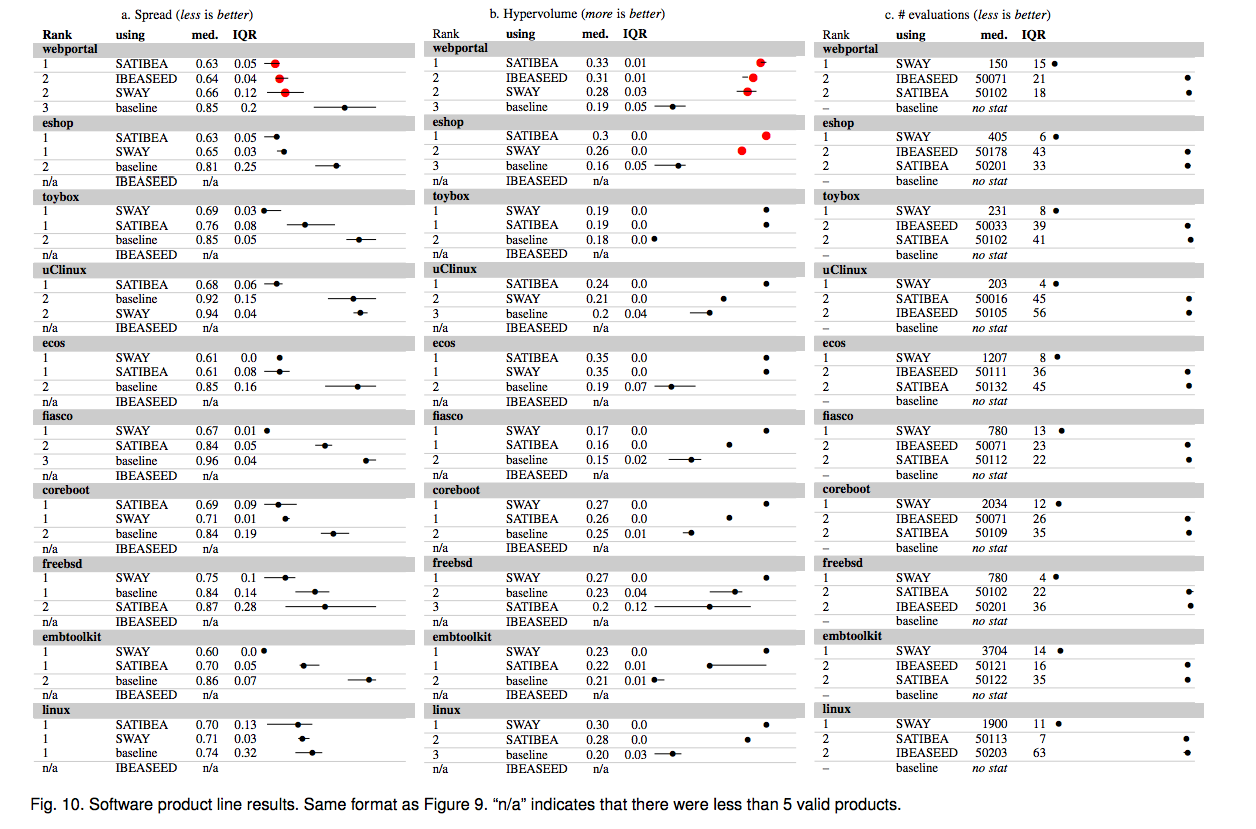 a. Spread (less is better)
Rank using med. IQR
webportal
1 SATIBEA 0.63 0.05
2 IBEASEED 0.64 0.04
2 SWAY 0.66 0.12
3 baseline 0.85 0.2
eshop
1 SATIBEA 0.63 0.05
1 SWAY 0.65 0.03
2 baseline 0.81 0.25
n/a IBEASEED n/a
toybox
1 SWAY 0.69 0.03
1 SATIBEA 0.76 0.08
2 baseline 0.85 0.05
n/a IBEASEED n/a
uClinux
1 SATIBEA 0.68 0.06
2 baseline 0.92 0.15
2 SWAY 0.94 0.04
n/a IBEASEED n/a
ecos
1 SWAY 0.61 0.0
1 SATIBEA 0.61 0.08
2 baseline 0.85 0.16
n/a IBEASEED n/a
fiasco
1 SWAY 0.67 0.01
2 SATIBEA 0.84 0.05
3 baseline 0.96 0.04
n/a IBEASEED n/a
coreboot
1 SATIBEA 0.69 0.09
1 SWAY 0.71 0.01
2 baseline 0.84 0.19
n/a IBEASEED n/a
freebsd
1 SWAY 0.75 0.1
1 baseline 0.84 0.14
2 SATIBEA 0.87 0.28
n/a IBEASEED n/a
embtoolkit
1 SWAY 0.60 0.0
1 SATIBEA 0.70 0.05
2 baseline 0.86 0.07
n/a IBEASEED n/a
linux
1 SATIBEA 0.70 0.13
1 SWAY 0.71 0.03
1 baseline 0.74 0.32
n/a IBEASEED n/a
b. Hypervolume (more is better)
Rank using med. IQR
webportal
1 SATIBEA 0.33 0.01
2 IBEASEED 0.31 0.01
2 SWAY 0.28 0.03
3 baseline 0.19 0.05
eshop
1 SATIBEA 0.3 0.0
2 SWAY 0.26 0.0
3 baseline 0.16 0.05
n/a IBEASEED n/a
toybox
1 SWAY 0.19 0.0
1 SATIBEA 0.19 0.0
2 baseline 0.18 0.0
n/a IBEASEED n/a
uClinux
1 SATIBEA 0.24 0.0
2 SWAY 0.21 0.0
3 baseline 0.2 0.04
n/a IBEASEED n/a
ecos
1 SATIBEA 0.35 0.0
1 SWAY 0.35 0.0
2 baseline 0.19 0.07
n/a IBEASEED n/a
fiasco
1 SWAY 0.17 0.0
1 SATIBEA 0.16 0.0
2 baseline 0.15 0.02
n/a IBEASEED n/a
coreboot
1 SWAY 0.27 0.0
1 SATIBEA 0.26 0.0
2 baseline 0.25 0.01
n/a IBEASEED n/a
freebsd
1 SWAY 0.27 0.0
2 baseline 0.23 0.04
3 SATIBEA 0.2 0.12
n/a IBEASEED n/a
embtoolkit
1 SWAY 0.23 0.0
1 SATIBEA 0.22 0.01
2 baseline 0.21 0.01
n/a IBEASEED n/a
linux
1 SWAY 0.30 0.0
2 SATIBEA 0.28 0.0
3 baseline 0.20 0.03
n/a IBEASEED n/a
c. # evaluations (less is better)
Rank using med. IQR
webportal
1 SWAY 150 15
2 IBEASEED 50071 21
2 SATIBEA 50102 18
– baseline no stat
eshop
1 SWAY 405 6
2 IBEASEED 50178 43
2 SATIBEA 50201 33
– baseline no stat
toybox
1 SWAY 231 8
2 IBEASEED 50033 39
2 SATIBEA 50102 41
– baseline no stat
uClinux
1 SWAY 203 4
2 SATIBEA 50016 45
2 IBEASEED 50105 56
– baseline no stat
ecos
1 SWAY 1207 8
2 IBEASEED 50111 36
2 SATIBEA 50132 45
– baseline no stat
fiasco
1 SWAY 780 13
2 IBEASEED 50071 23
2 SATIBEA 50112 22
– baseline no stat
coreboot
1 SWAY 2034 12
2 IBEASEED 50071 26
2 SATIBEA 50109 35
– baseline no stat
freebsd
1 SWAY 780 4
2 SATIBEA 50102 22
2 IBEASEED 50201 36
– baseline no stat
embtoolkit
1 SWAY 3704 14
2 IBEASEED 50121 16
2 SATIBEA 50122 35
– baseline no stat
linux
1 SWAY 1900 11
2 SATIBEA 50113 7
2 IBEASEED 50203 63
– baseline no stat
Fig. 10. Software product line results. Same format as Figure 9. “n/a” indicates that there were less than 5 valid products.